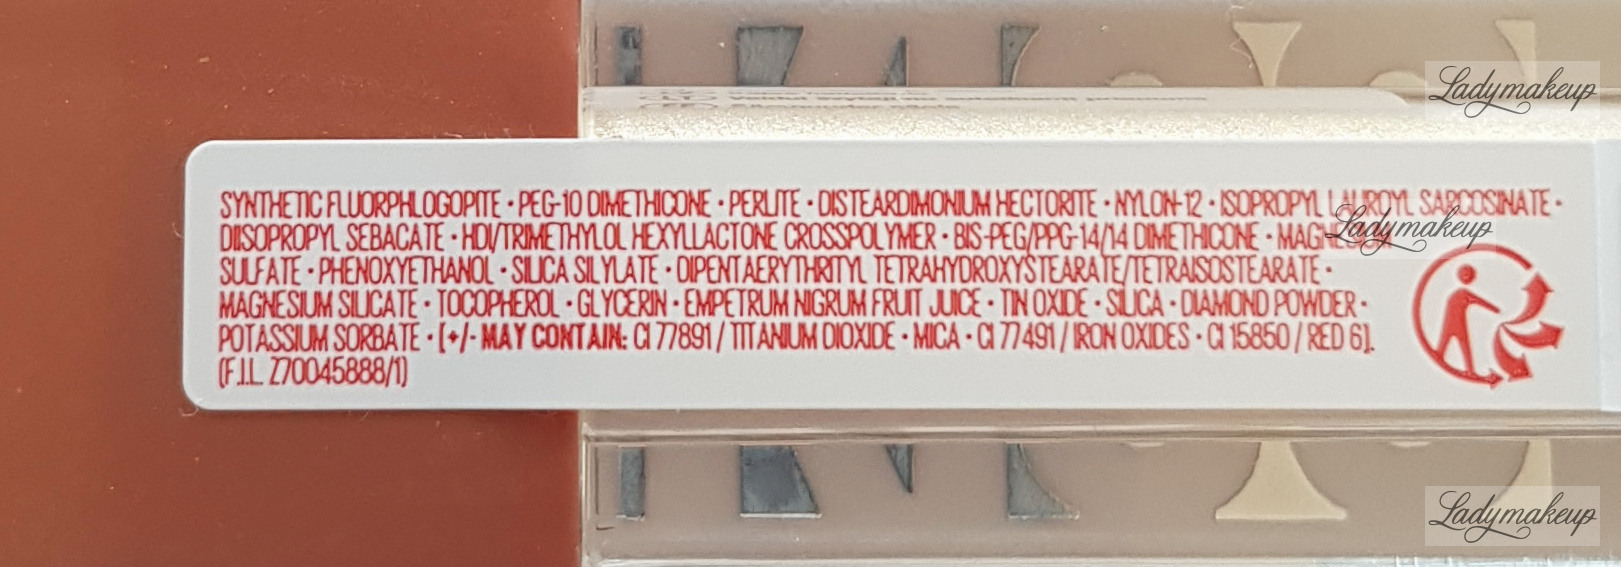 Ladymakeup
SYNTHETIC FLUORPHLOGOPITE · PEG-10 DIMETHICONE · PERLITE · DISTEARDIMONIUM HECTORITE · NYLON-12 · ISOPROPYL LAUROYL SARCOSINATE ·
DIISOPROPYL SEBACATE · HDI/TRIMETHYLOL HEXYLLACTONE CROSSPOLYMER · BIS-PEG/PPG-14/14 DIMETHICONE · MAGNESIUM
Ladymakeup
SULFATE · PHENOXYETHANOL · SILICA SILYLATE · DIPENTAERYTHRITYL TETRAHYDROXYSTEARATE/TETRAISOSTEARATE ·
MAGNESIUM SILICATE · TOCOPHEROL · GLYCERIN · EMPETRUM NIGRUM FRUIT JUICE · TIN OXIDE · SILICA · DIAMOND POWDER ·
POTASSIUM SORBATE · [+/- MAY CONTAIN: CI 77891 / TITANIUM DIOXIDE · MICA · CI 77491 / IRON OXIDES · CI 15850 / RED 6].
(F.I.L. Z70045888/1)
Ladymakeup